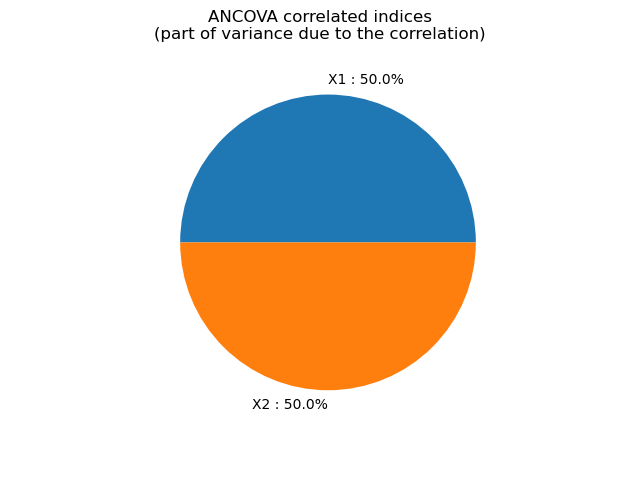 ANCOVA correlated indices
(part of variance due to the correlation)
X1 : 50.0%
X2 : 50.0%